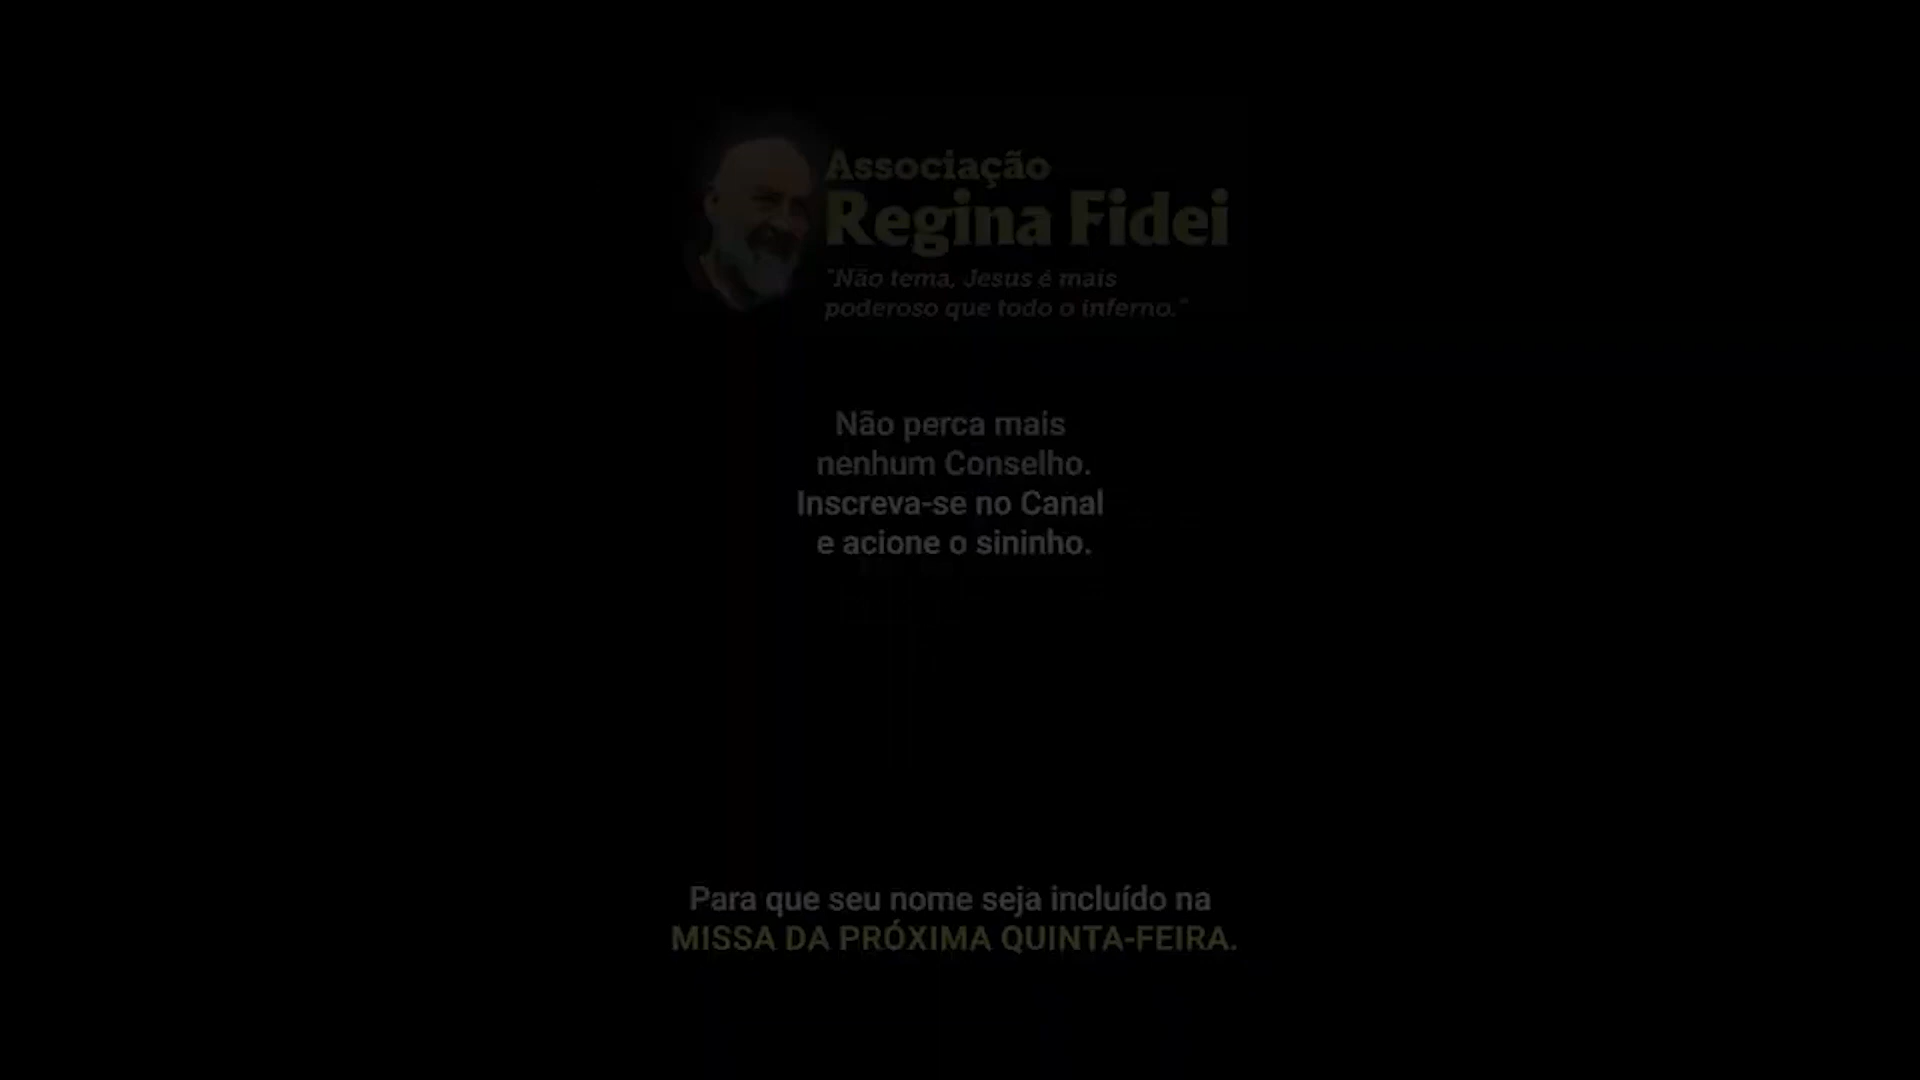 Associação
Regina Fidei
"Não tema, Jesus é mais
poderoso que todo o inferno."
Não perca mais
nenhum Conselho.
Inscreva-se no Canal
e acione o sininho.
Para que seu nome seja incluído na
MISSA DA PRÓXIMA QUINTA-FEIRA.